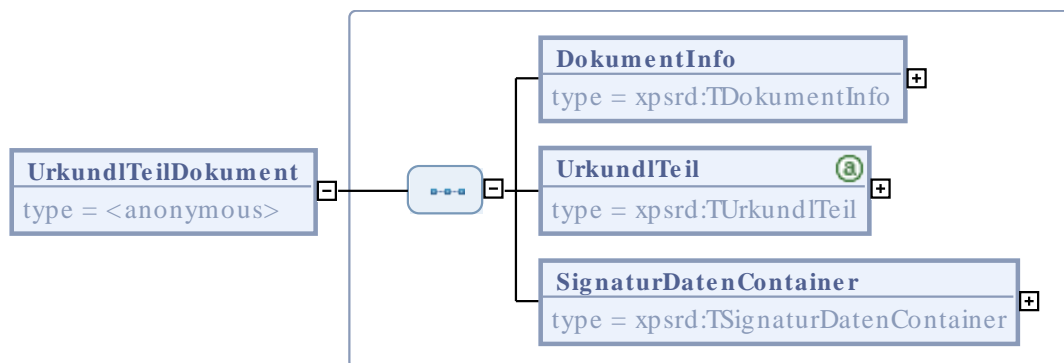 DokumentInfo
type = xpsrd:TDokumentInfo
UrkundlTeilDokument
type = <anonymous>
UrkundlTeil a
type = xpsrd:TUrkundlTeil
SignaturDatenContainer
type = xpsrd:TSignaturDatenContainer